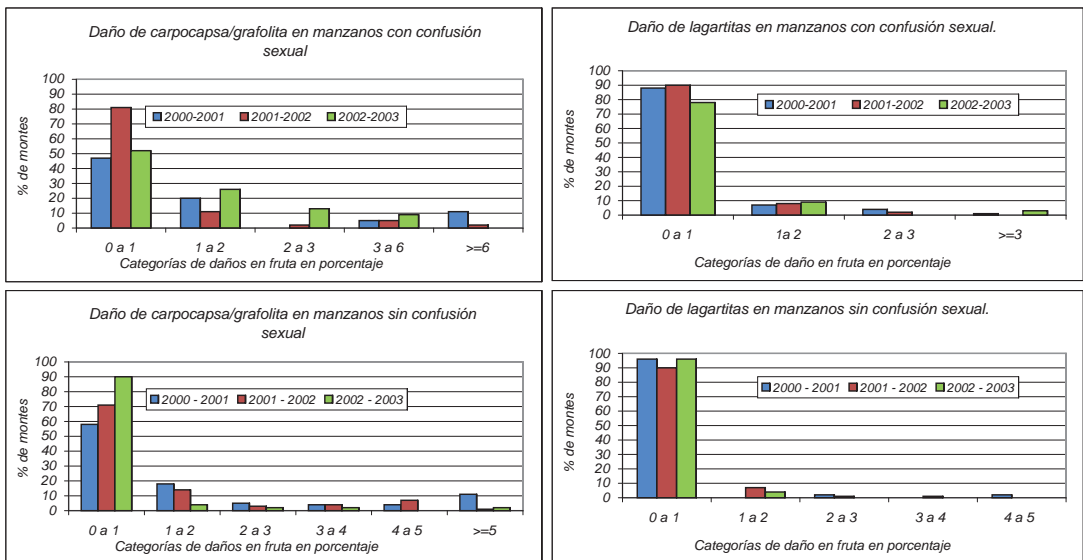 Daño de carpocapsa/grafolita en manzanos con confusión
sexual
% de montes
100
90
80
70
60
50
40
30
20
10
0
2000-2001 2001-2002 2002-2003
0 a 1 1 a 2 2 a 3 3 a 6 >=6
Categorías de daños en fruta en porcentaje
Daño de lagartitas en manzanos con confusión sexual.
% de montes
100
90
80
70
60
50
40
30
20
10
0
2000-2001 2001-2002 2002-2003
0 a 1 1a 2 2 a 3 >=3
Categorías de daño en fruta en porcentaje
Daño de carpocapsa/grafolita en manzanos sin confusión
sexual
% de montes
100
90
80
70
60
50
40
30
20
10
0
2000 - 2001 2001 - 2002 2002 - 2003
0 a 1 1 a 2 2 a 3 3 a 4 4 a 5 >=5
Categorías de daños en fruta en porcentaje
Daño de lagartitas en manzanos sin confusión sexual.
% de montes
100
90
80
70
60
50
40
30
20
10
0
2000 - 2001 2001 - 2002 2002 - 2003
0 a 1 1 a 2 2 a 3 3 a 4 4 a 5
Categorías de daños en fruta en porcentaje